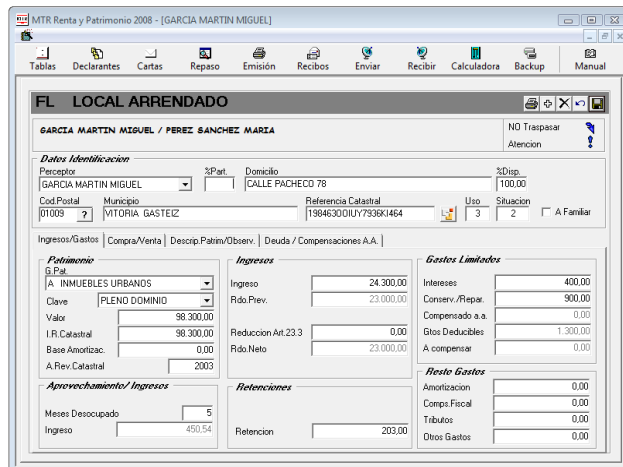 MTR Renta y Patrimonio 2008 - [GARCIA MARTIN MIGUEL]
Tablas Declarantes Cartas Repaso Emisión Recibos Enviar Recibir Calculadora Backup Manual
FL LOCAL ARRENDADO
GARCIA MARTIN MIGUEL / PEREZ SANCHEZ MARIA
NO Traspasar
Atencion
Datos Identificacion
Perceptor %Part. Domicilio %Disp.
GARCIA MARTIN MIGUEL CALLE PACHECO 78 100,00
Cod.Postal Municipio Referencia Catastral Uso Situacion
01009 ? VITORIA GASTEIZ 1984630OIUY7936KI464 3 2 A Familiar
Ingresos/Gastos Compra/Venta Descrip.Patrim/Observ. Deuda / Compensaciones A.A.
Patrimonio
G.Pat.
A INMUEBLES URBANOS
Clave PLENO DOMINIO
Valor 98.300,00
I.R.Catastral 98.300,00
Base Amortizac. 0,00
A.Rev.Catastral 2003
Aprovechamiento/ Ingresos
Meses Desocupado 5
Ingreso 450,54
Ingresos
Ingreso 24.300,00
Rdo.Prev. 23.000,00
Reduccion Art.23.3 0,00
Rdo.Neto 23.000,00
Retenciones
Retencion 203,00
Gastos Limitados
Intereses 400,00
Conserv./Repar. 900,00
Compensado a.a. 0,00
Gtos Deducibles 1.300,00
A compensar 0,00
Resto Gastos
Amortizacion 0,00
Comps.Fiscal 0,00
Tributos 0,00
Otros Gastos 0,00